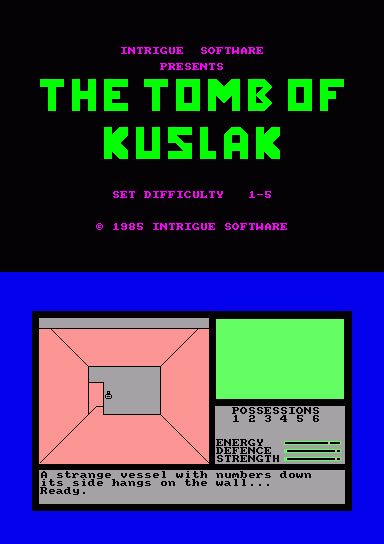 INTRIGUE SOFTWARE
PRESENTS
THE TOMB OF
KUSLAK
SET DIFFICULTY 1-5
© 1985 INTRIGUE SOFTWARE
POSSESSIONS
1 2 3 4 5 6
ENERGY
DEFENCE
STRENGTH
A strange vessel with numbers down
its side hangs on the wall...
Ready.